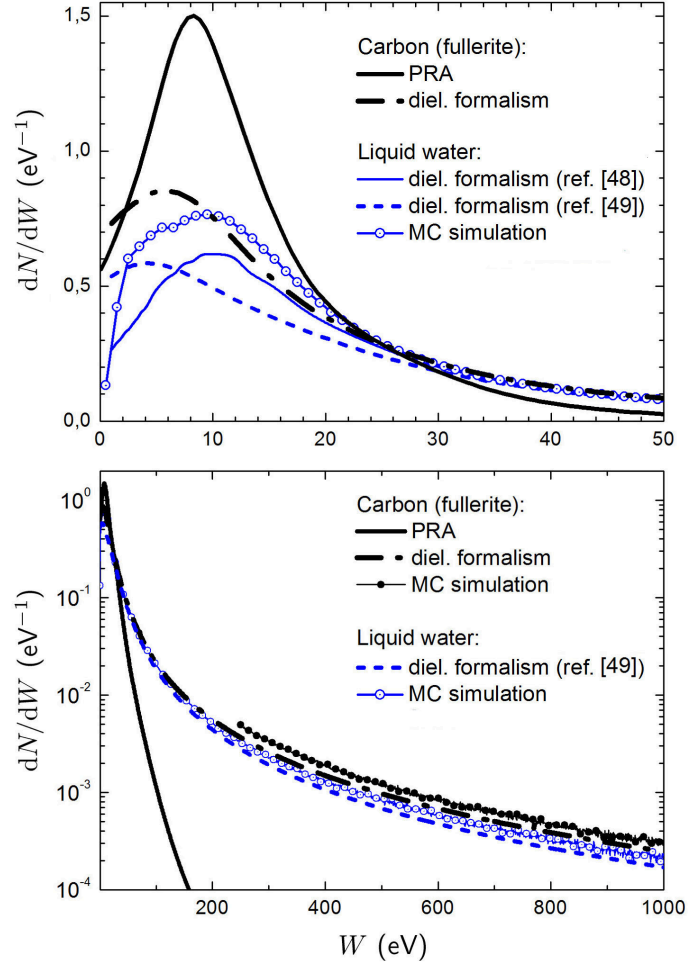 1.5
1,0
0.5
0,0
dN/dW (eV⁻¹)
Carbon (fullerite):
PRA
diel. formalism
Liquid water:
diel. formalism (ref. [48])
diel. formalism (ref. [49])
MC simulation
0 10 20 30 40 50
10⁰
10⁻¹
10⁻²
10⁻³
10⁻⁴
dN/dW (eV⁻¹)
Carbon (fullerite):
PRA
diel. formalism
MC simulation
Liquid water:
diel. formalism (ref. [49])
MC simulation
200 400 600 800 1000
W (eV)